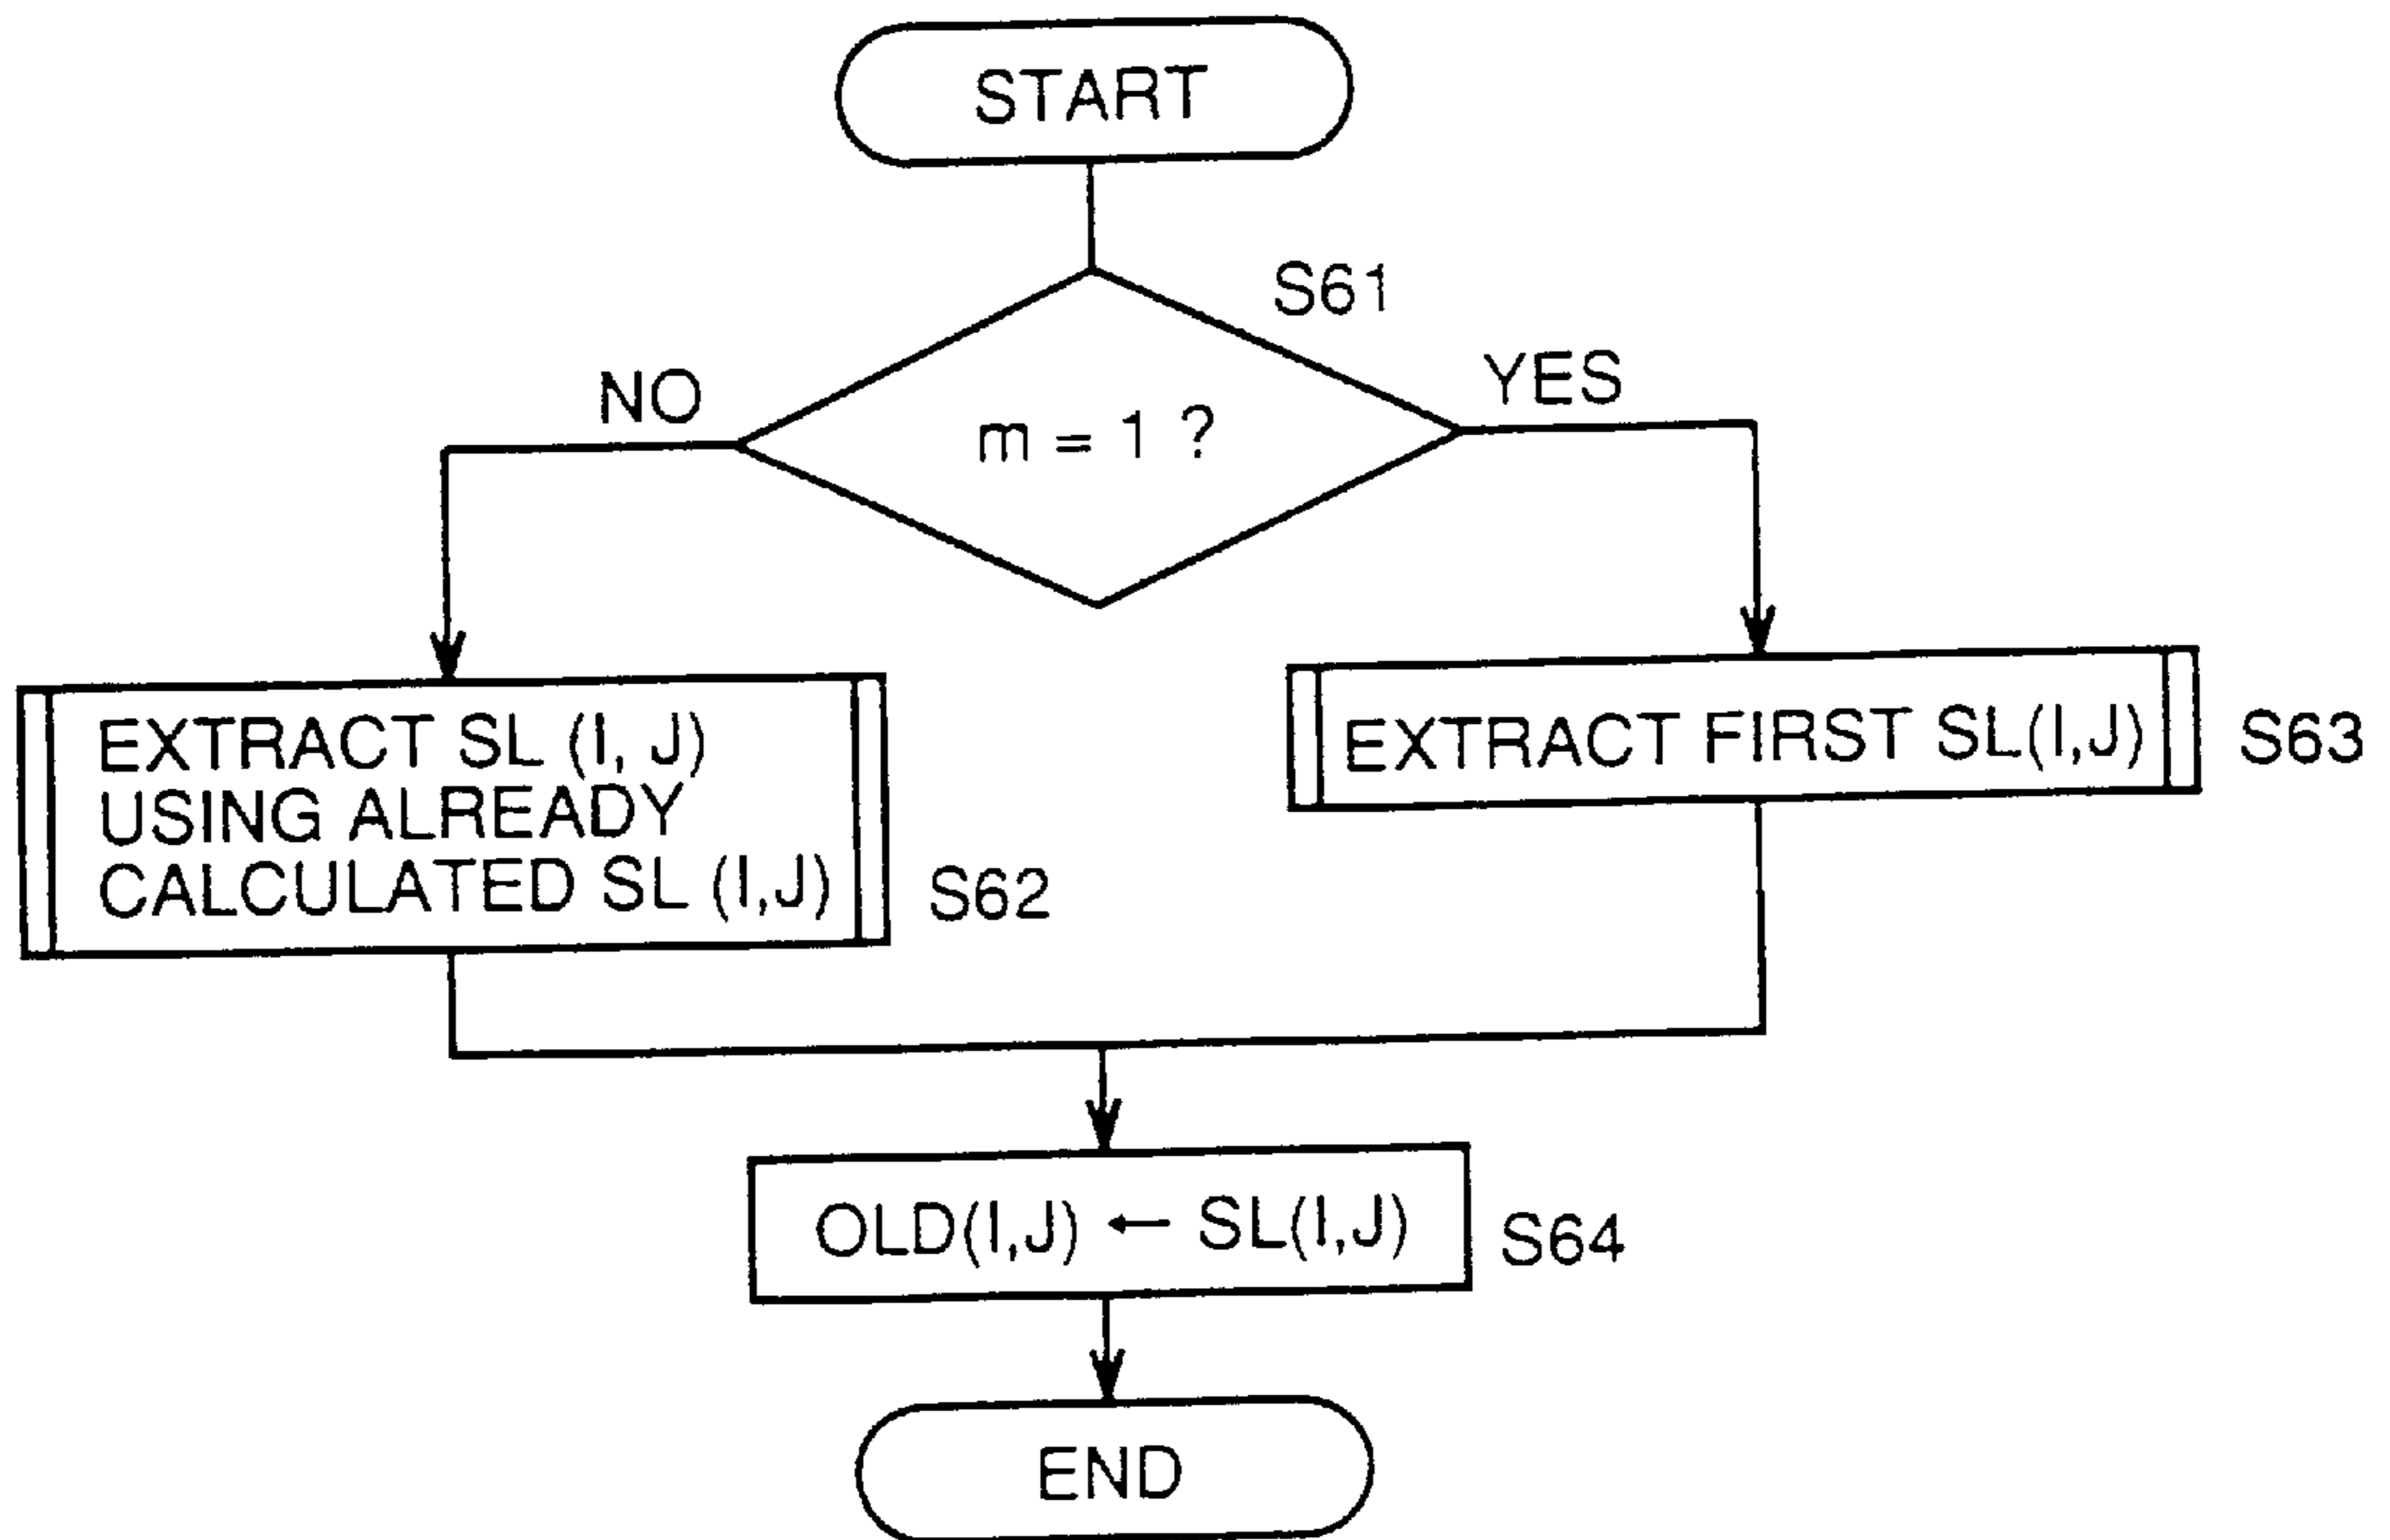 START
S61
NO
YES
m = 1 ?
EXTRACT SL (I, J)
USING ALREADY
CALCULATED SL (I,J)
S62
EXTRACT FIRST SL(I,J)
S63
OLD(I,J) ← SL(I,J)
S64
END